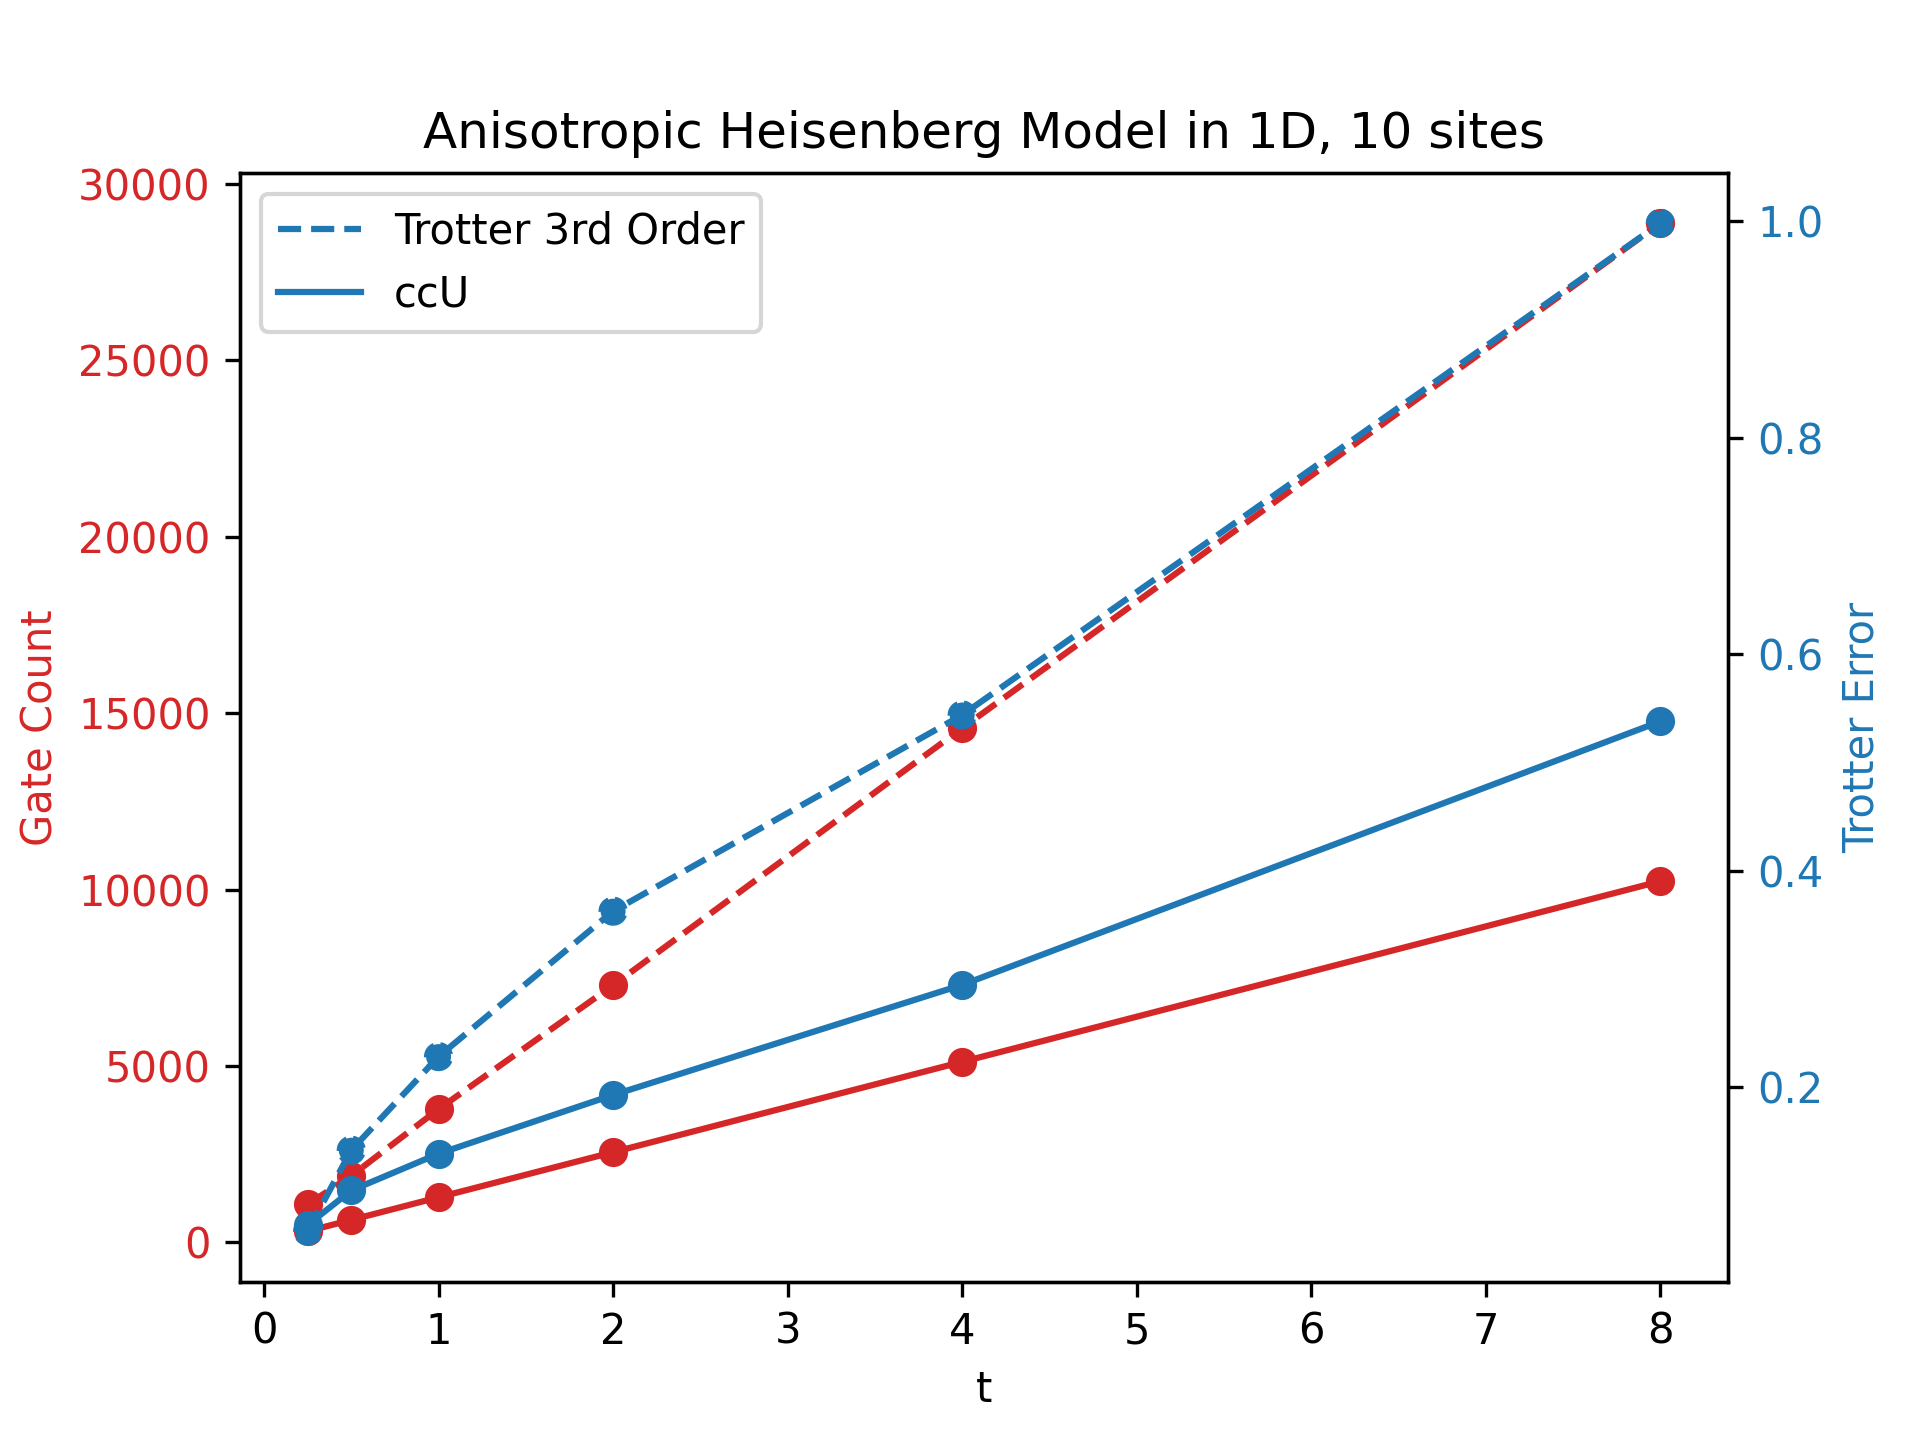 Anisotropic Heisenberg Model in 1D, 10 sites
Trotter 3rd Order
ccU
30000
25000
20000
15000
10000
5000
0
Gate Count
1.0
0.8
0.6
0.4
0.2
Trotter Error
0 1 2 3 4 5 6 7 8
t